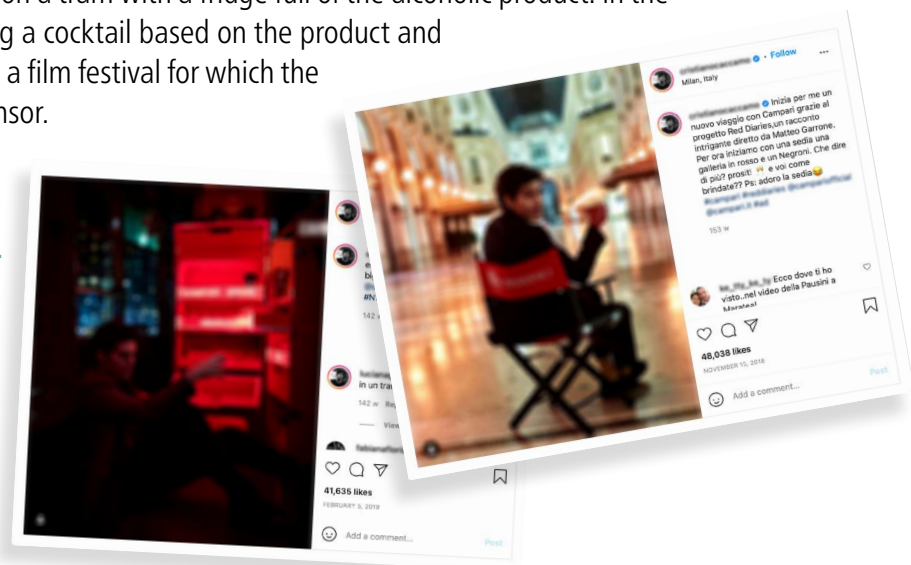 on a tram with a fridge full of the alcoholic product. In the
a cocktail based on the product and
a film festival for which the
Follow
Milan, Italy
Inizia per me un
nuovo viaggio con Campari grazie al
progetto Red Diaries,un racconto
intrigante diretto da Matteo Garrone.
Per ora iniziamo con una sedia una
galleria in rosso e un Negroni. Che dire
di più? prosit! 🥂 e voi come
brindate?? Ps: adoro la sedia😂
#campari #reddiaries @campariofficial
@campari.it #ad
153 w
Ecco dove ti ho
visto..nel video della Pausini a
Maratea!
48,038 likes
NOVEMBER 15, 2018
Add a comment...
Post
142
in un
142 w
41,635 likes
FEBRUARY 5, 2019
Add a comment...
Post